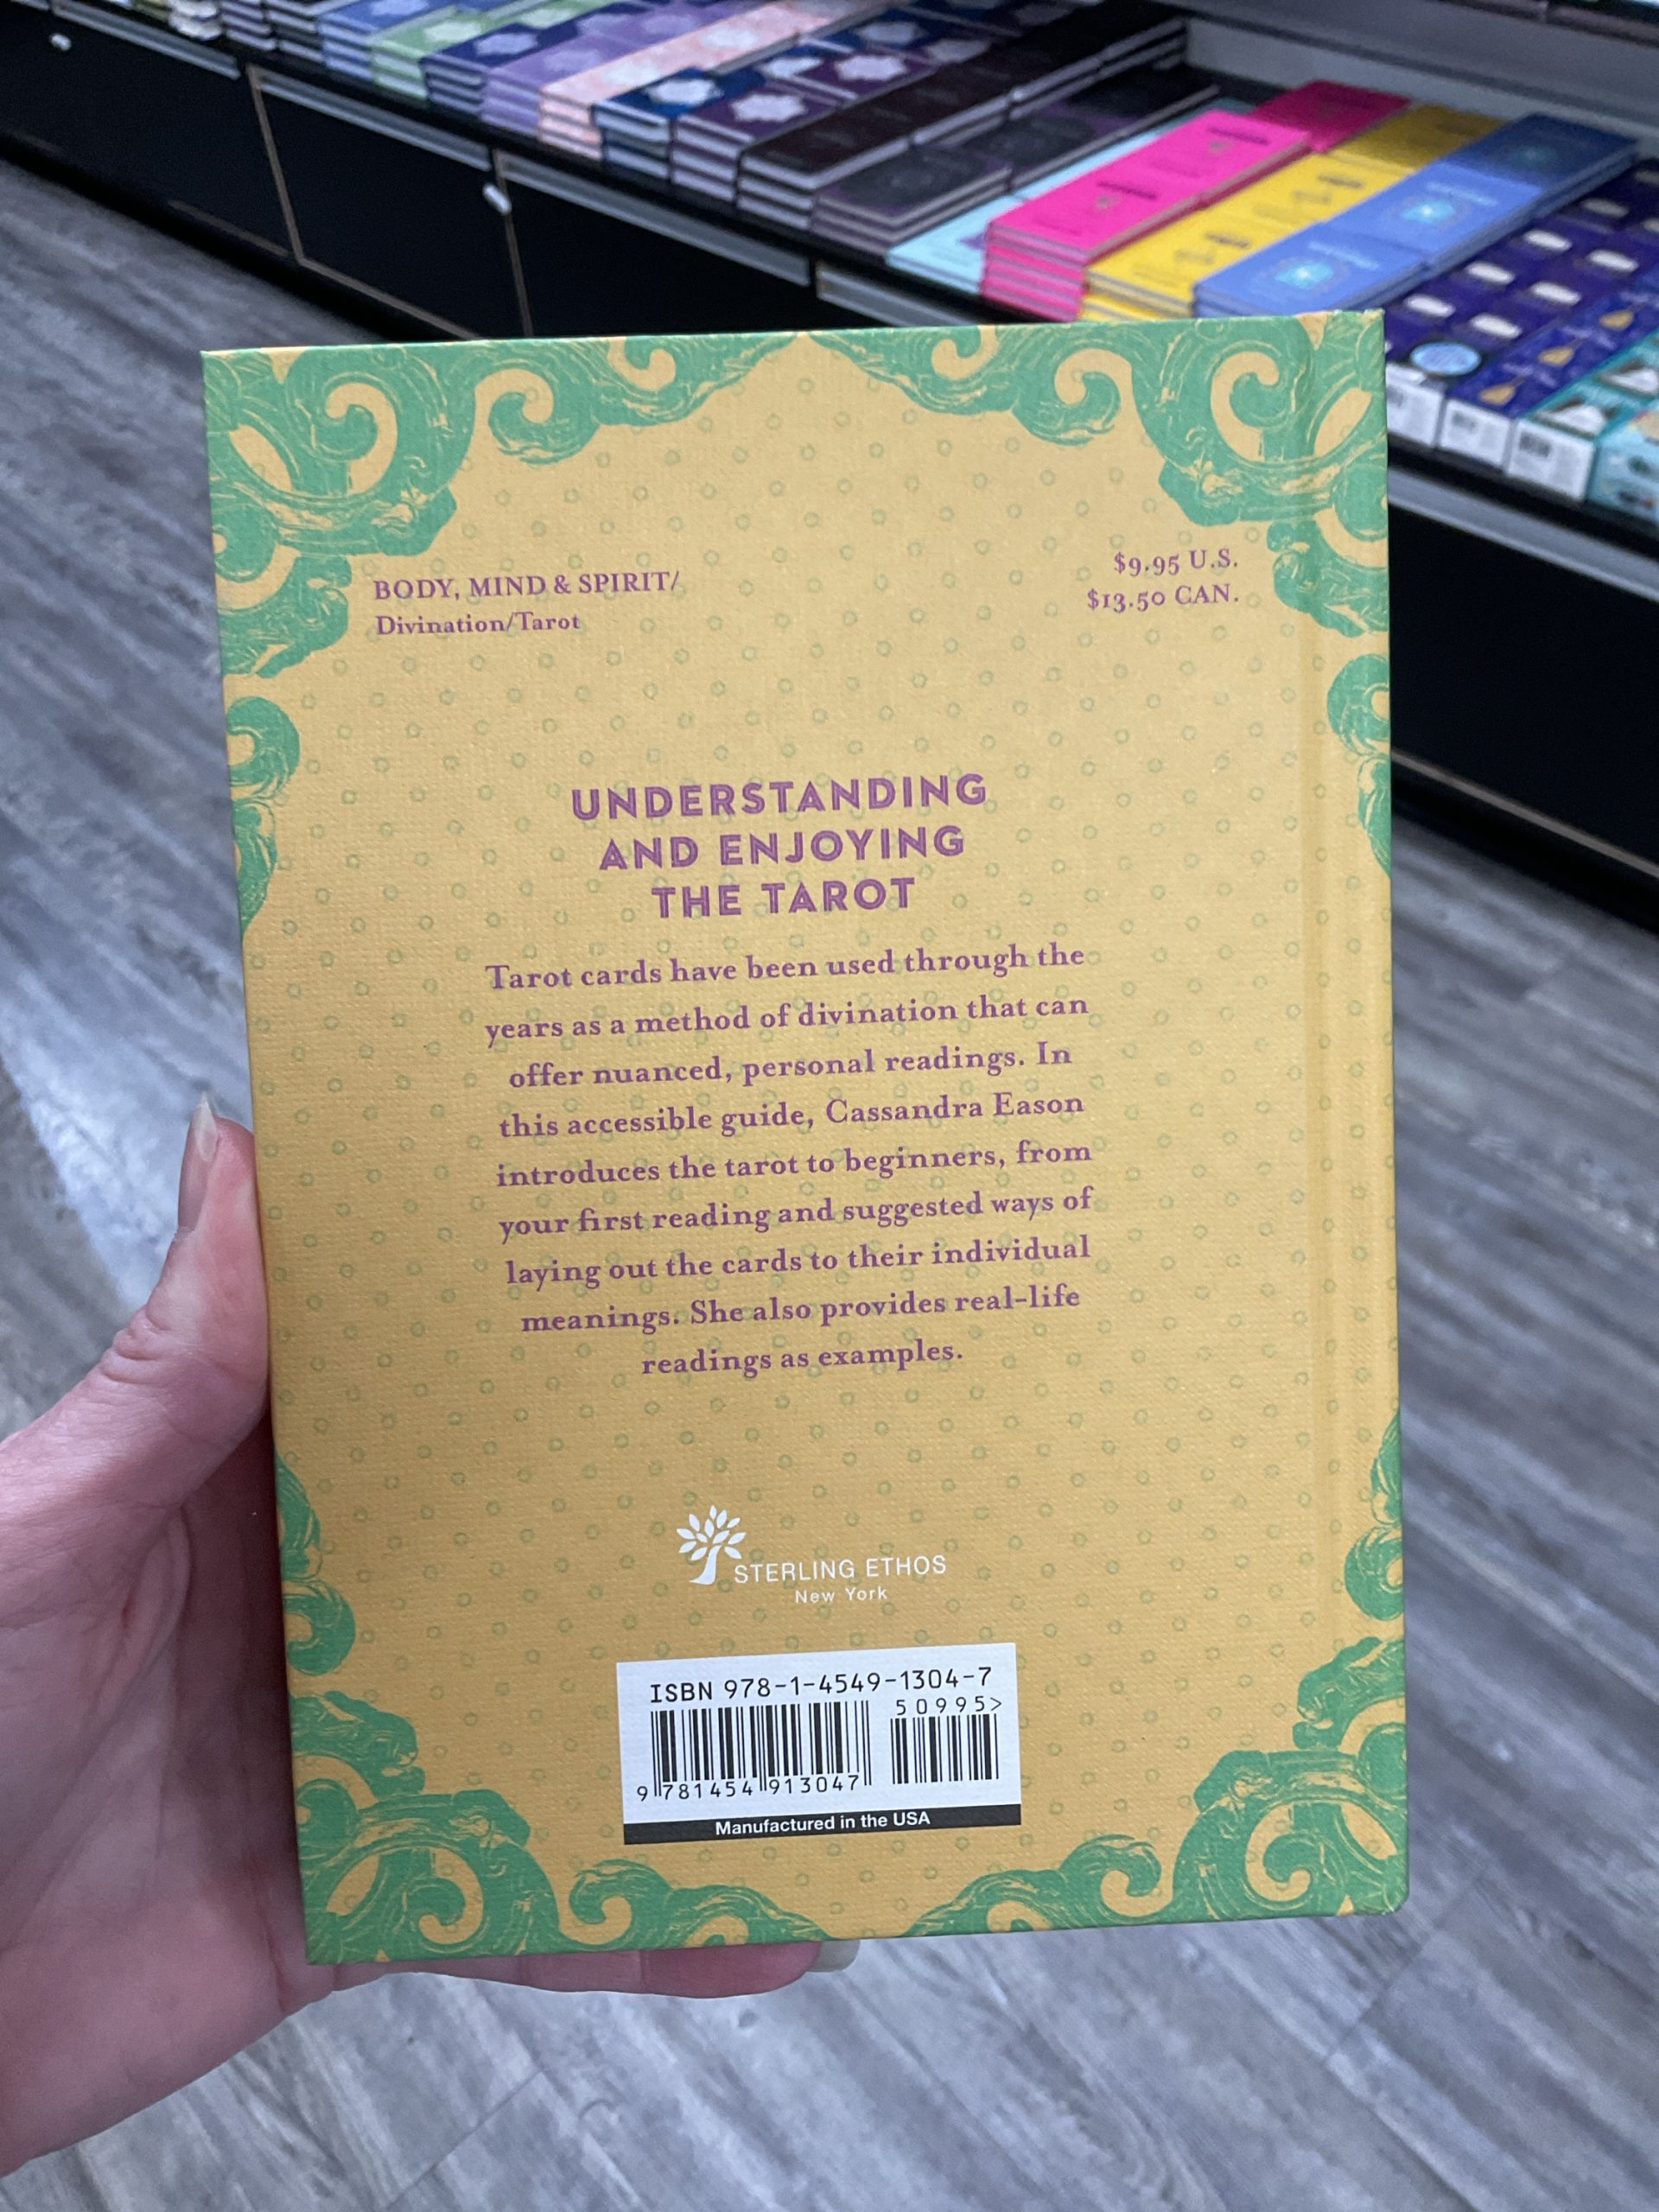 BODY, MIND & SPIRIT/
Divination/Tarot
$9.95 U.S.
$13.50 CAN.
UNDERSTANDING
AND ENJOYING
THE TAROT
Tarot cards have been used through the
years as a method of divination that can
offer nuanced, personal readings. In
this accessible guide, Cassandra Eason
introduces the tarot to beginners, from
your first reading and suggested ways of
laying out the cards to their individual
meanings. She also provides real-life
readings as examples.
STERLING ETHOS
New York
ISBN 978-1-4549-1304-7
50995>
9 781454 913047
Manufactured in the USA